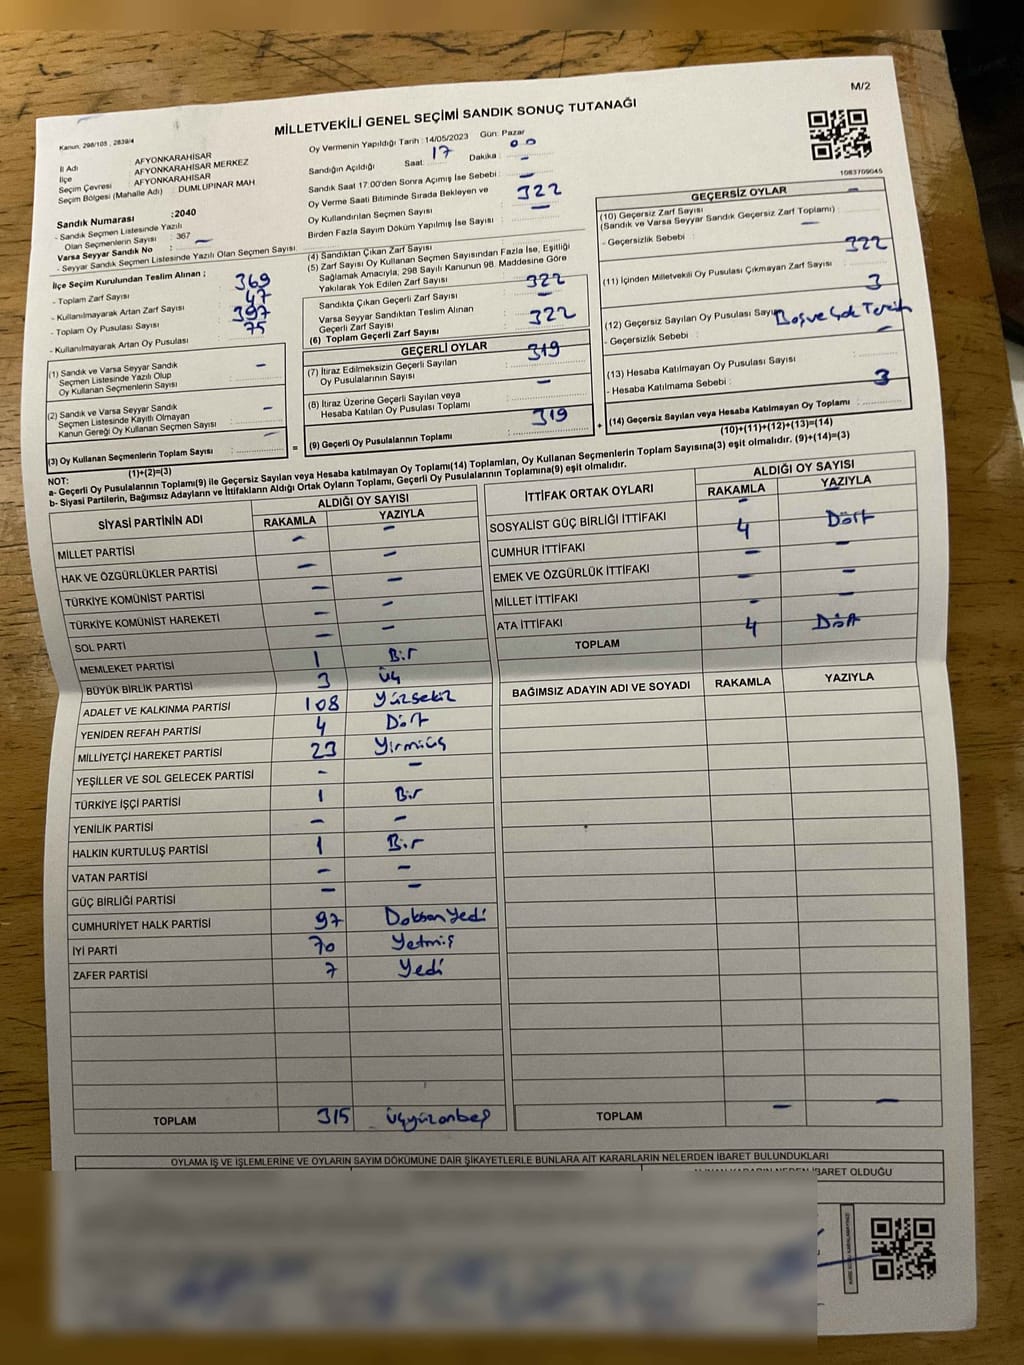 M/2
MİLLETVEKİLİ GENEL SEÇİMİ SANDIK SONUÇ TUTANAĞI
Kanun, 298/105 , 2839/4
1083709045
İl Adı : AFYONKARAHİSAR
İlçe : AFYONKARAHİSAR MERKEZ
Seçim Çevresi : AFYONKARAHİSAR
Seçim Bölgesi (Mahalle Adı) : DUMLUPINAR MAH
Sandık Numarası : 2040
- Sandık Seçmen Listesinde Yazılı
Olan Seçmenlerin Sayısı : 367
Varsa Seyyar Sandık No : -
- Seyyar Sandık Seçmen Listesinde Yazılı Olan Seçmen Sayısı
Oy Vermenin Yapıldığı Tarih : 14/05/2023 Gün: Pazar
Sandığın Açıldığı Saat: 17 Dakika : 00
Sandık Saat 17:00'den Sonra Açımış İse Sebebi : -
Oy Verme Saati Bitiminde Sırada Bekleyen ve
Oy Kullandırılan Seçmen Sayısı : 322
Birden Fazla Sayım Döküm Yapılmış İse Sayısı : -
İlçe Seçim Kurulundan Teslim Alınan ;
- Toplam Zarf Sayısı : 369
- Kullanılmayarak Artan Zarf Sayısı : 47
- Toplam Oy Pusulası Sayısı : 397
- Kullanılmayarak Artan Oy Pusulası : 75
(1) Sandık ve Varsa Seyyar Sandık
Seçmen Listesinde Yazılı Olup
Oy Kullanan Seçmenlerin Sayısı : -
(2) Sandık ve Varsa Seyyar Sandık
Seçmen Listesinde Kayıtlı Olmayan
Kanun Gereği Oy Kullanan Seçmen Sayısı : -
(3) Oy Kullanan Seçmenlerin Toplam Sayısı : -
(1)+(2)=(3)
(4) Sandıktan Çıkan Zarf Sayısı
(5) Zarf Sayısı Oy Kullanan Seçmen Sayısından Fazla İse, Eşitliği
Sağlamak Amacıyla, 298 Sayılı Kanunun 98. Maddesine Göre
Yakılarak Yok Edilen Zarf Sayısı
Sandıkta Çıkan Geçerli Zarf Sayısı : 322
Varsa Seyyar Sandıktan Teslim Alınan
Geçerli Zarf Sayısı : -
(6) Toplam Geçerli Zarf Sayısı : 322
GEÇERLİ OYLAR
(7) İtiraz Edilmeksizin Geçerli Sayılan
Oy Pusulalarının Sayısı : 319
(8) İtiraz Üzerine Geçerli Sayılan veya
Hesaba Katılan Oy Pusulası Toplamı : -
= (9) Geçerli Oy Pusulalarının Toplamı : 319
GEÇERSİZ OYLAR
(10) Geçersiz Zarf Sayısı -
(Sandık ve Varsa Seyyar Sandık Geçersiz Zarf Toplamı) :
- Geçersizlik Sebebi : -
(11) İçinden Milletvekili Oy Pusulası Çıkmayan Zarf Sayısı : 322
(12) Geçersiz Sayılan Oy Pusulası Sayısı 3
- Geçersizlik Sebebi : Boş ve Çok Tercih
(13) Hesaba Katılmayan Oy Pusulası Sayısı : -
- Hesaba Katılmama Sebebi :
+ (14) Geçersiz Sayılan veya Hesaba Katılmayan Oy Toplamı : 3
(10)+(11)+(12)+(13)=(14)
NOT:
a- Geçerli Oy Pusulalarının Toplamı(9) ile Geçersiz Sayılan veya Hesaba katılmayan Oy Toplamı(14) Toplamları, Oy Kullanan Seçmenlerin Toplam Sayısına(3) eşit olmalıdır. (9)+(14)=(3)
b- Siyasi Partilerin, Bağımsız Adayların ve İttifakların Aldığı Ortak Oyların Toplamı, Geçerli Oy Pusulalarının Toplamına(9) eşit olmalıdır.
SİYASİ PARTİNİN ADI ALDIĞI OY SAYISI
RAKAMLA YAZIYLA
MİLLET PARTİSİ - -
HAK VE ÖZGÜRLÜKLER PARTİSİ - -
TÜRKİYE KOMÜNİST PARTİSİ - -
TÜRKİYE KOMÜNİST HAREKETİ - -
SOL PARTİ - -
MEMLEKET PARTİSİ 1 Bir
BÜYÜK BİRLİK PARTİSİ 3 Üç
ADALET VE KALKINMA PARTİSİ 108 Yüzsekiz
YENİDEN REFAH PARTİSİ 4 Dört
MİLLİYETÇİ HAREKET PARTİSİ 23 Yirmiüç
YEŞİLLER VE SOL GELECEK PARTİSİ - -
TÜRKİYE İŞÇİ PARTİSİ 1 Bir
YENİLİK PARTİSİ - -
HALKIN KURTULUŞ PARTİSİ 1 Bir
VATAN PARTİSİ - -
GÜÇ BİRLİĞİ PARTİSİ - -
CUMHURİYET HALK PARTİSİ 97 Doksan yedi
İYİ PARTİ 70 Yetmiş
ZAFER PARTİSİ 7 Yedi
TOPLAM 315 Üçyüzonbeş
İTTİFAK ORTAK OYLARI ALDIĞI OY SAYISI
RAKAMLA YAZIYLA
SOSYALİST GÜÇ BİRLİĞİ İTTİFAKI -
CUMHUR İTTİFAKI 4 Dört
EMEK VE ÖZGÜRLÜK İTTİFAKI - -
MİLLET İTTİFAKI - -
ATA İTTİFAKI - -
TOPLAM 4 Dört
BAĞIMSIZ ADAYIN ADI VE SOYADI RAKAMLA YAZIYLA
TOPLAM - -
OYLAMA İŞ VE İŞLEMLERİNE VE OYLARIN SAYIM DÖKÜMÜNE DAİR ŞİKAYETLERLE BUNLARA AİT KARARLARIN NELERDEN İBARET BULUNDUKLARI
İBARET OLDUĞU